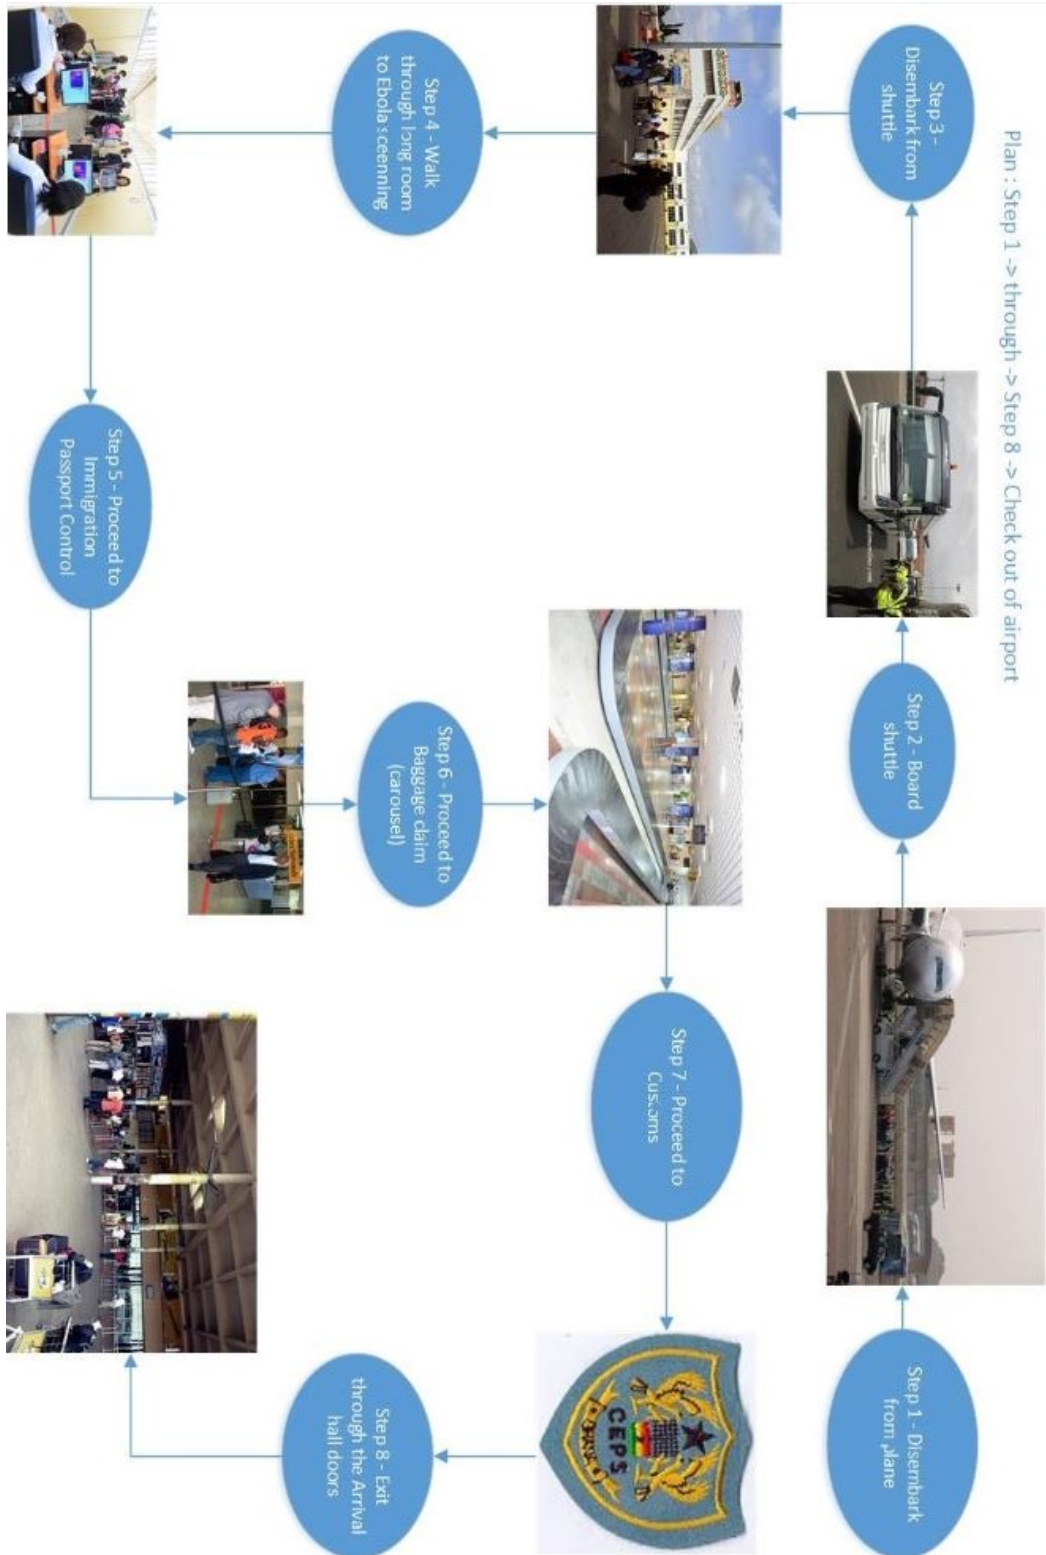 Plan : Step 1 -> through -> Step 8 -> Check out of airport
Step 1 - Disembark
from plane
Step 2 - Board
shuttle
Step 3 -
Disembark from
shuttle
Step 4 - Walk
through long room
to Ebola sceenning
Step 5 - Proceed to
Immigration
Passport Control
Step 6 - Proceed to
Baggage claim
(carousel)
Step 7 - Proceed to
Customs
CEPS
Step 8 - Exit
through the Arrival
hall doors